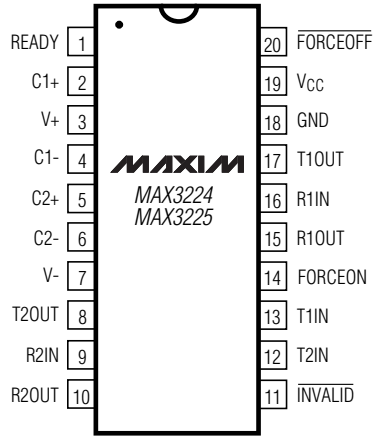 READY 1
C1+ 2
V+ 3
C1- 4
C2+ 5
C2- 6
V- 7
T2OUT 8
R2IN 9
R2OUT 10
MAXIM
MAX3224
MAX3225
20 FORCEOFF
19 VCC
18 GND
17 T1OUT
16 R1IN
15 R1OUT
14 FORCEON
13 T1IN
12 T2IN
11 INVALID